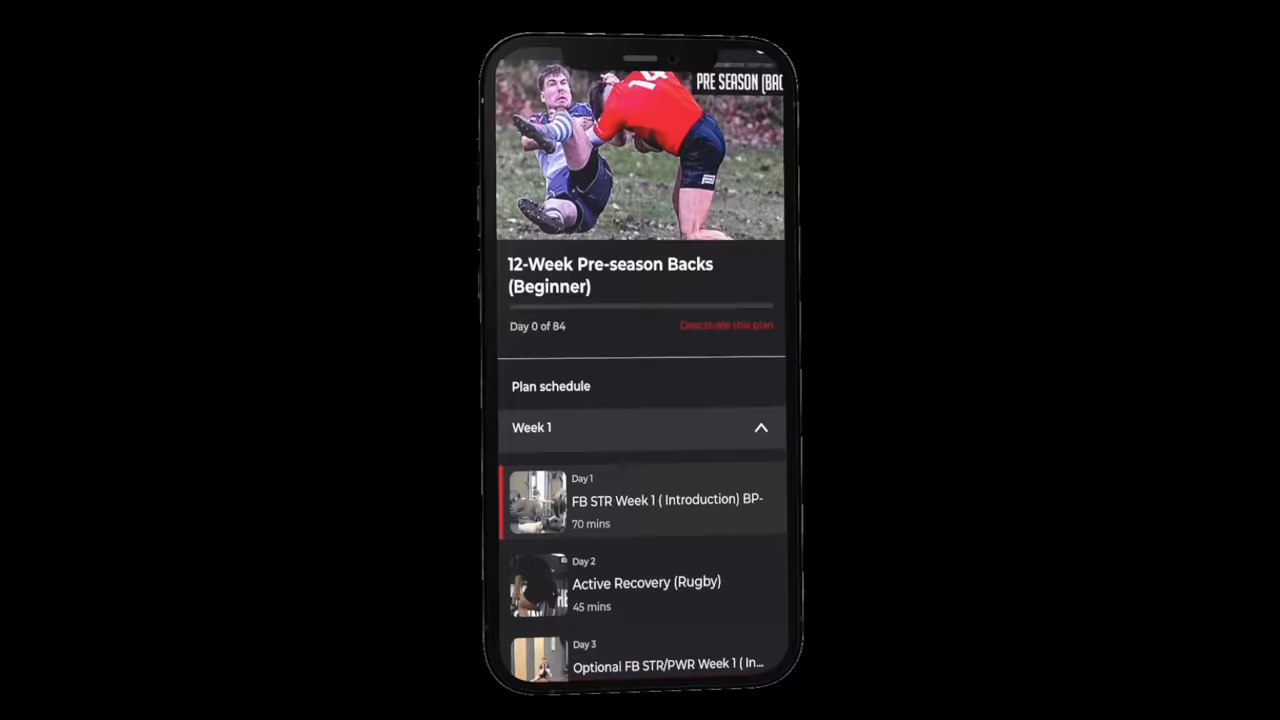 14
PRE SEASON (BAC
12-Week Pre-season Backs
(Beginner)
Day 0 of 84
Deactivate this plan
Plan schedule
Week 1
Day 1
FB STR Week 1 ( Introduction) BP-
70 mins
Day 2
Active Recovery (Rugby)
45 mins
Day 3
Optional FB STR/PWR Week 1 ( In...